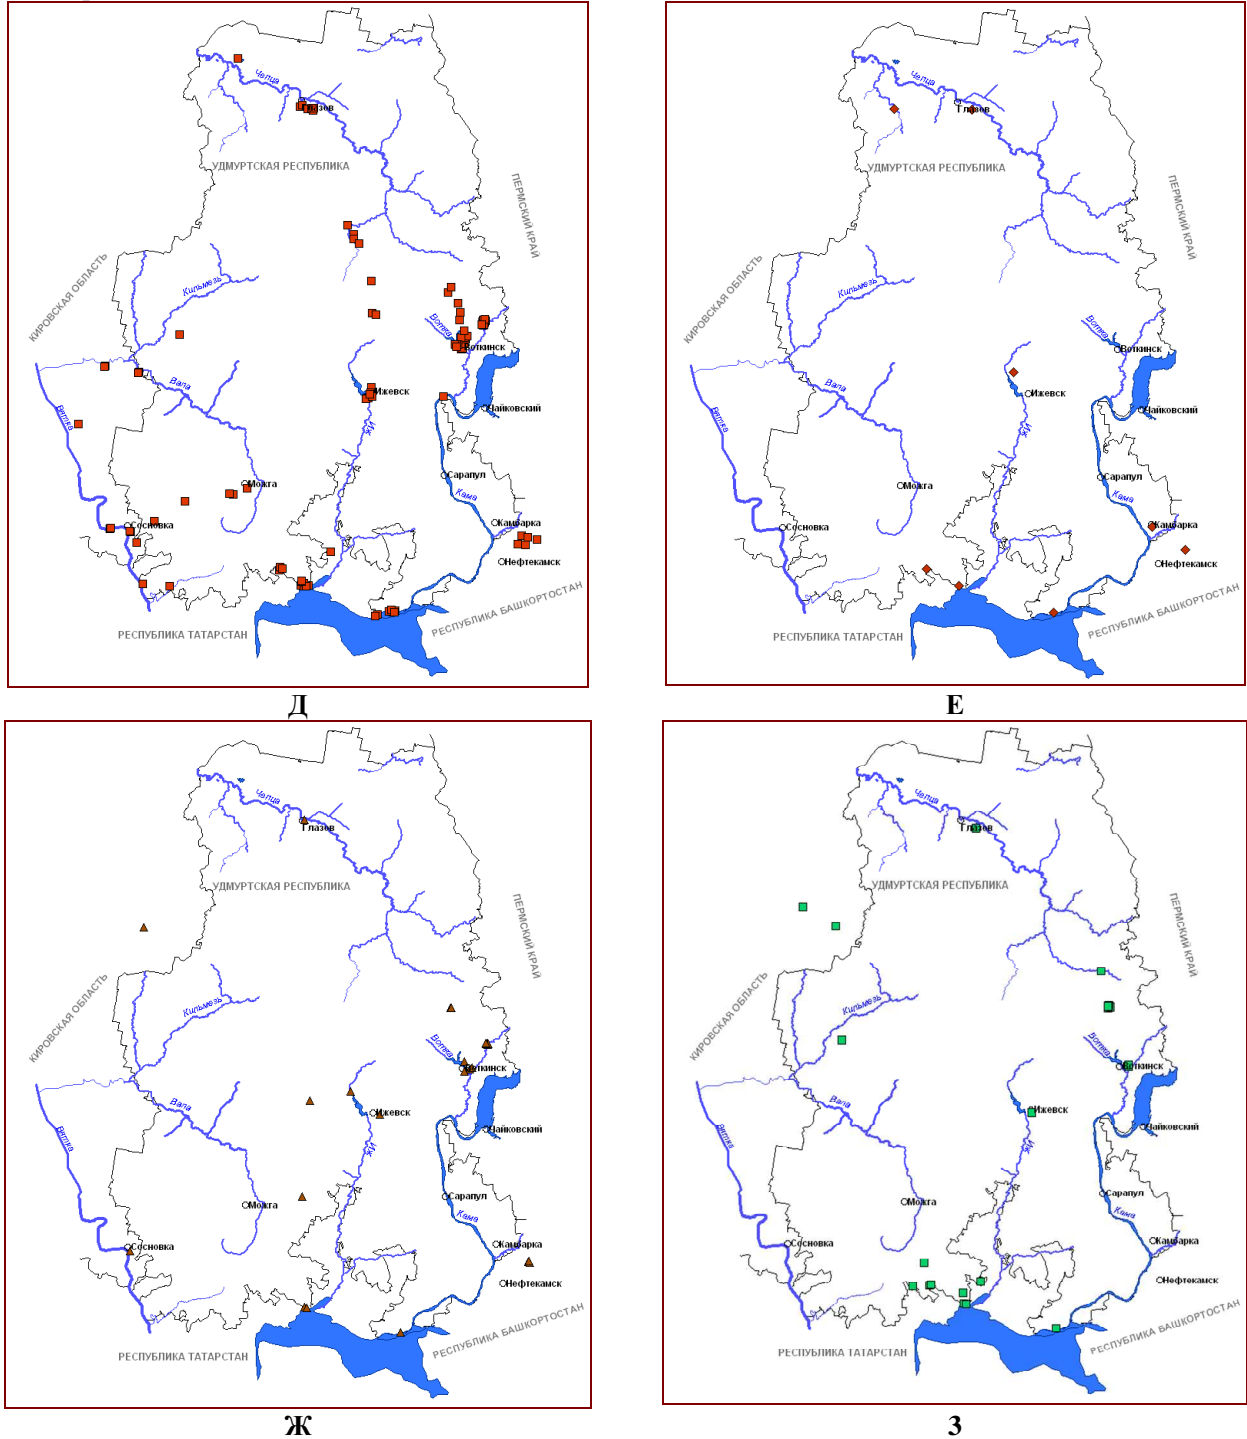 Чепца
Глазов
УДМУРТСКАЯ РЕСПУБЛИКА
ПЕРМСКИЙ КРАЙ
КИРОВСКАЯ ОБЛАСТЬ
Кильмезь
Вотка
Воткинск
Вала
Ижевск
Вятка
Чайковский
Иж
Сарапул
Можга
Кама
Сосновка
Камбарка
Нефтекамск
РЕСПУБЛИКА БАШКОРТОСТАН
РЕСПУБЛИКА ТАТАРСТАН
Д
Чепца
Глазов
УДМУРТСКАЯ РЕСПУБЛИКА
ПЕРМСКИЙ КРАЙ
КИРОВСКАЯ ОБЛАСТЬ
Кильмезь
Вотка
Воткинск
Вала
Ижевск
Вятка
Чайковский
Иж
Сарапул
Можга
Кама
Сосновка
Камбарка
Нефтекамск
РЕСПУБЛИКА БАШКОРТОСТАН
РЕСПУБЛИКА ТАТАРСТАН
Е
Чепца
Глазов
УДМУРТСКАЯ РЕСПУБЛИКА
ПЕРМСКИЙ КРАЙ
КИРОВСКАЯ ОБЛАСТЬ
Кильмезь
Вотка
Воткинск
Вала
Ижевск
Вятка
Чайковский
Иж
Сарапул
Можга
Кама
Сосновка
Камбарка
Нефтекамск
РЕСПУБЛИКА БАШКОРТОСТАН
РЕСПУБЛИКА ТАТАРСТАН
Ж
Чепца
Глазов
УДМУРТСКАЯ РЕСПУБЛИКА
ПЕРМСКИЙ КРАЙ
КИРОВСКАЯ ОБЛАСТЬ
Кильмезь
Вотка
Воткинск
Вала
Ижевск
Вятка
Чайковский
Иж
Сарапул
Можга
Кама
Сосновка
Камбарка
Нефтекамск
РЕСПУБЛИКА БАШКОРТОСТАН
РЕСПУБЛИКА ТАТАРСТАН
З